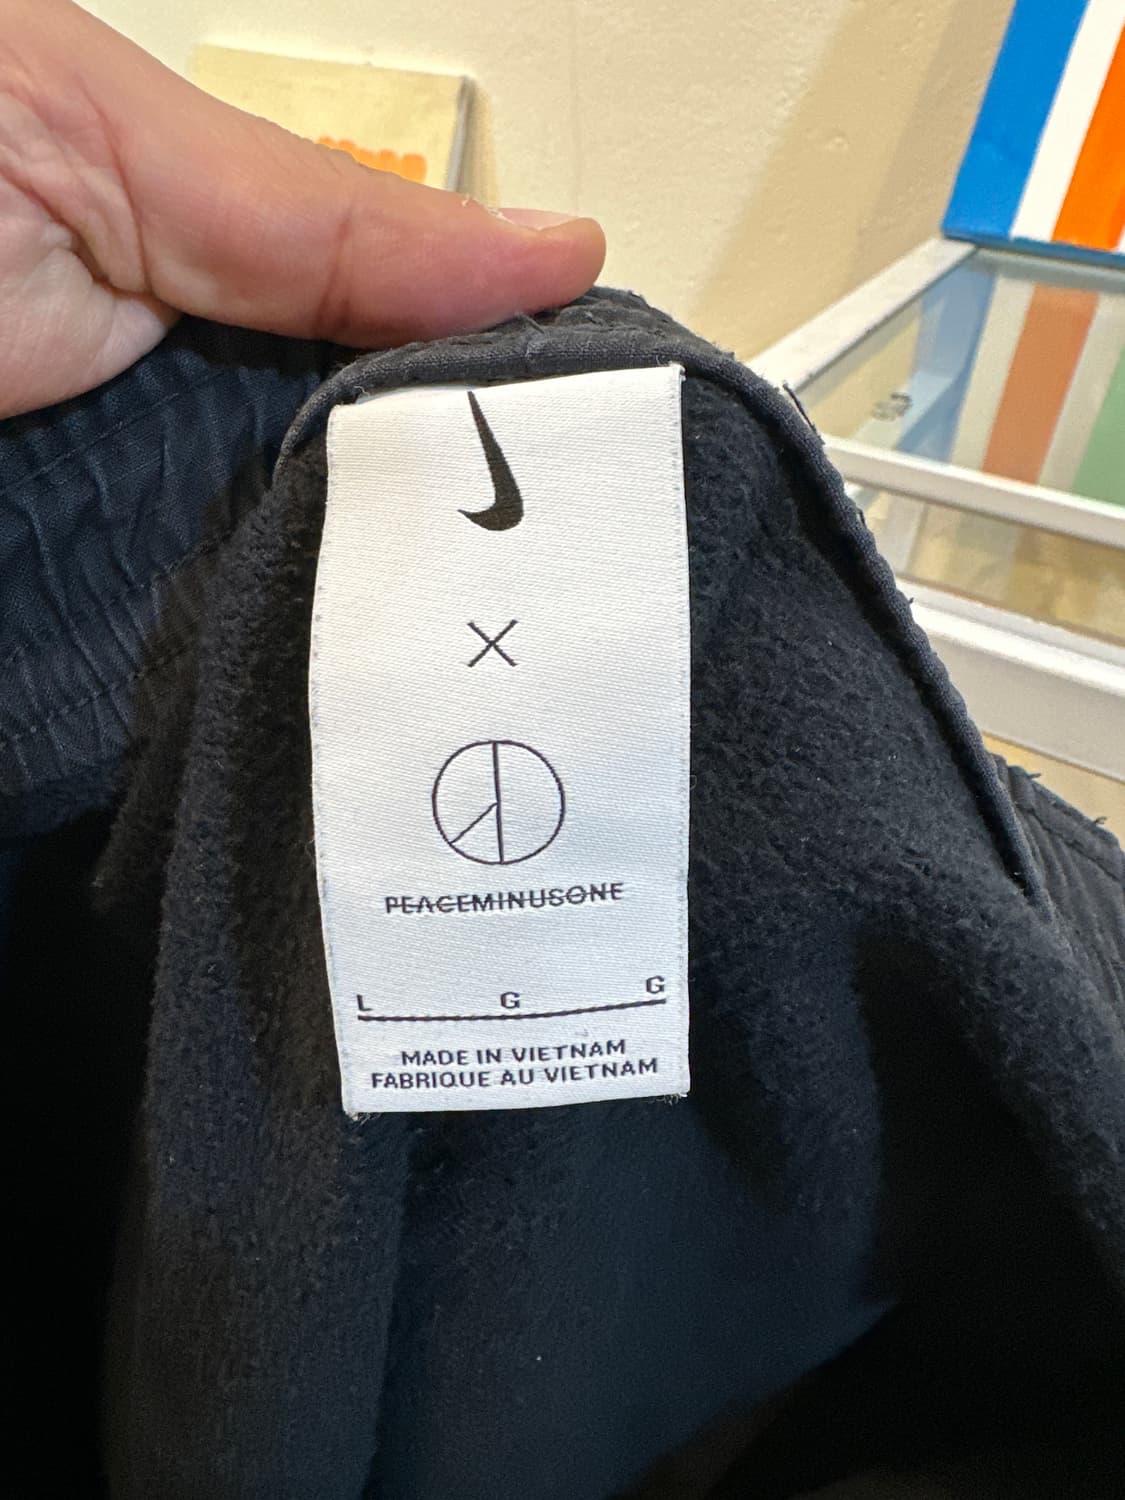 X
PEACEMINUSONE
L G G
MADE IN VIETNAM
FABRIQUE AU VIETNAM